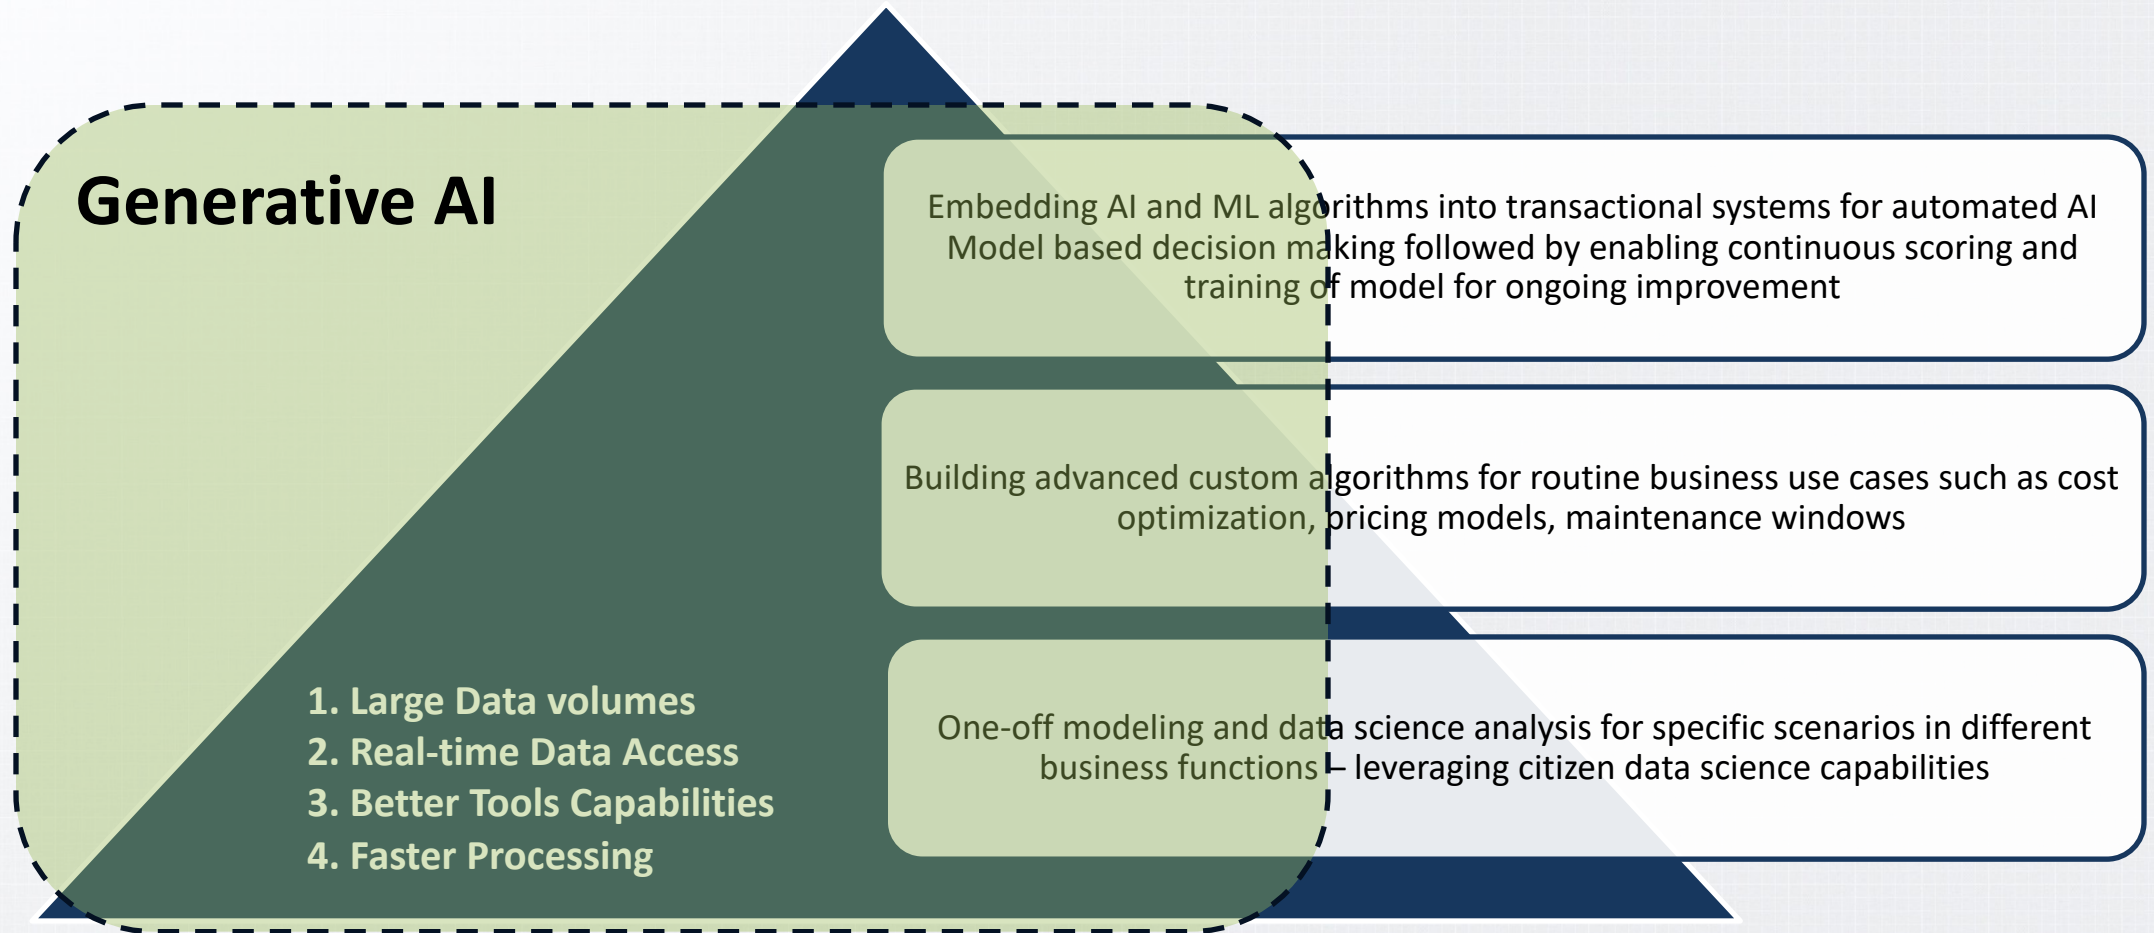 Generative AI
Embedding AI and ML algorithms into transactional systems for automated AI
Model based decision making followed by enabling continuous scoring and
training of model for ongoing improvement
Building advanced custom algorithms for routine business use cases such as cost
optimization, pricing models, maintenance windows
One-off modeling and data science analysis for specific scenarios in different
business functions – leveraging citizen data science capabilities
1. Large Data volumes
2. Real-time Data Access
3. Better Tools Capabilities
4. Faster Processing